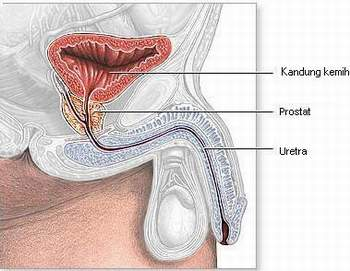 Kandung kemih
Prostat
Uretra